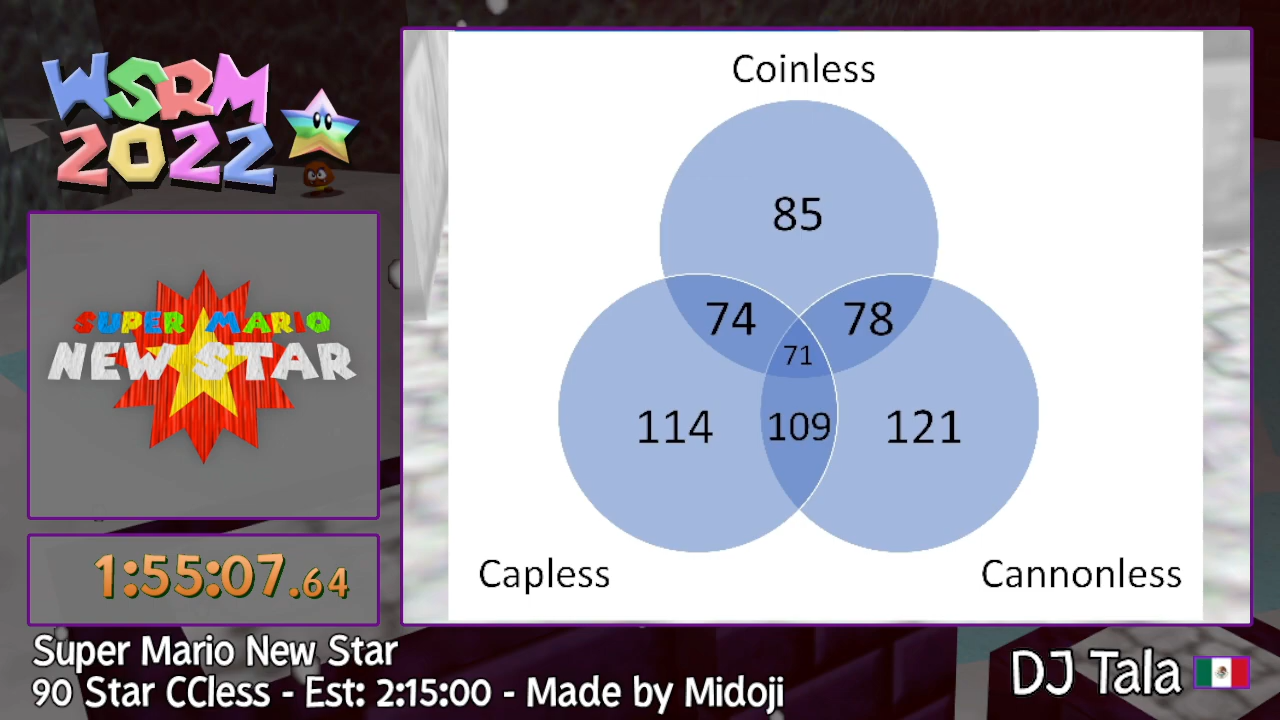 WSRM
2022
SUPER MARIO
NEW STAR
1:55:07.64
Coinless
85
74
78
71
114
109
121
Capless
Cannonless
Super Mario New Star
90 Star CCless - Est: 2:15:00 - Made by Midoji
DJ Tala